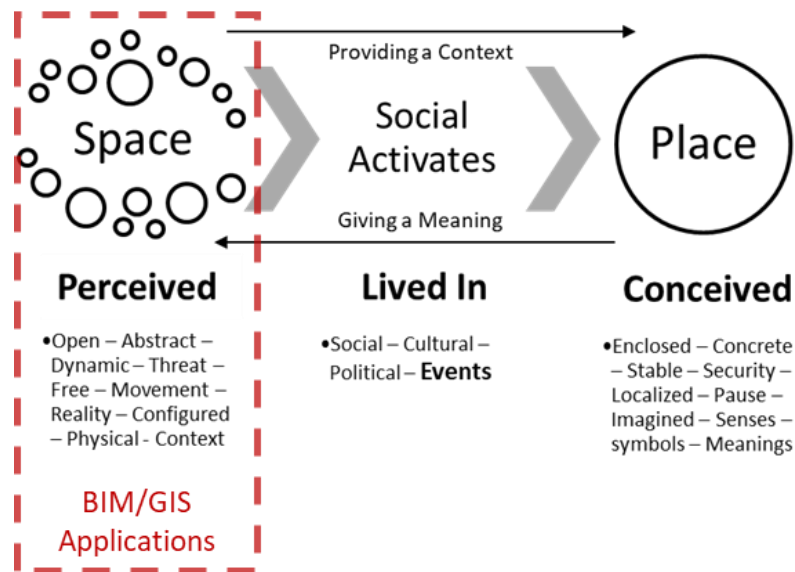 Providing a Context
Space
Social
Activates
Place
Giving a Meaning
Perceived
•Open – Abstract –
Dynamic – Threat –
Free – Movement –
Reality – Configured
– Physical - Context
BIM/GIS
Applications
Lived In
•Social – Cultural –
Political – Events
Conceived
•Enclosed – Concrete
– Stable – Security –
Localized – Pause –
Imagined – Senses –
symbols – Meanings